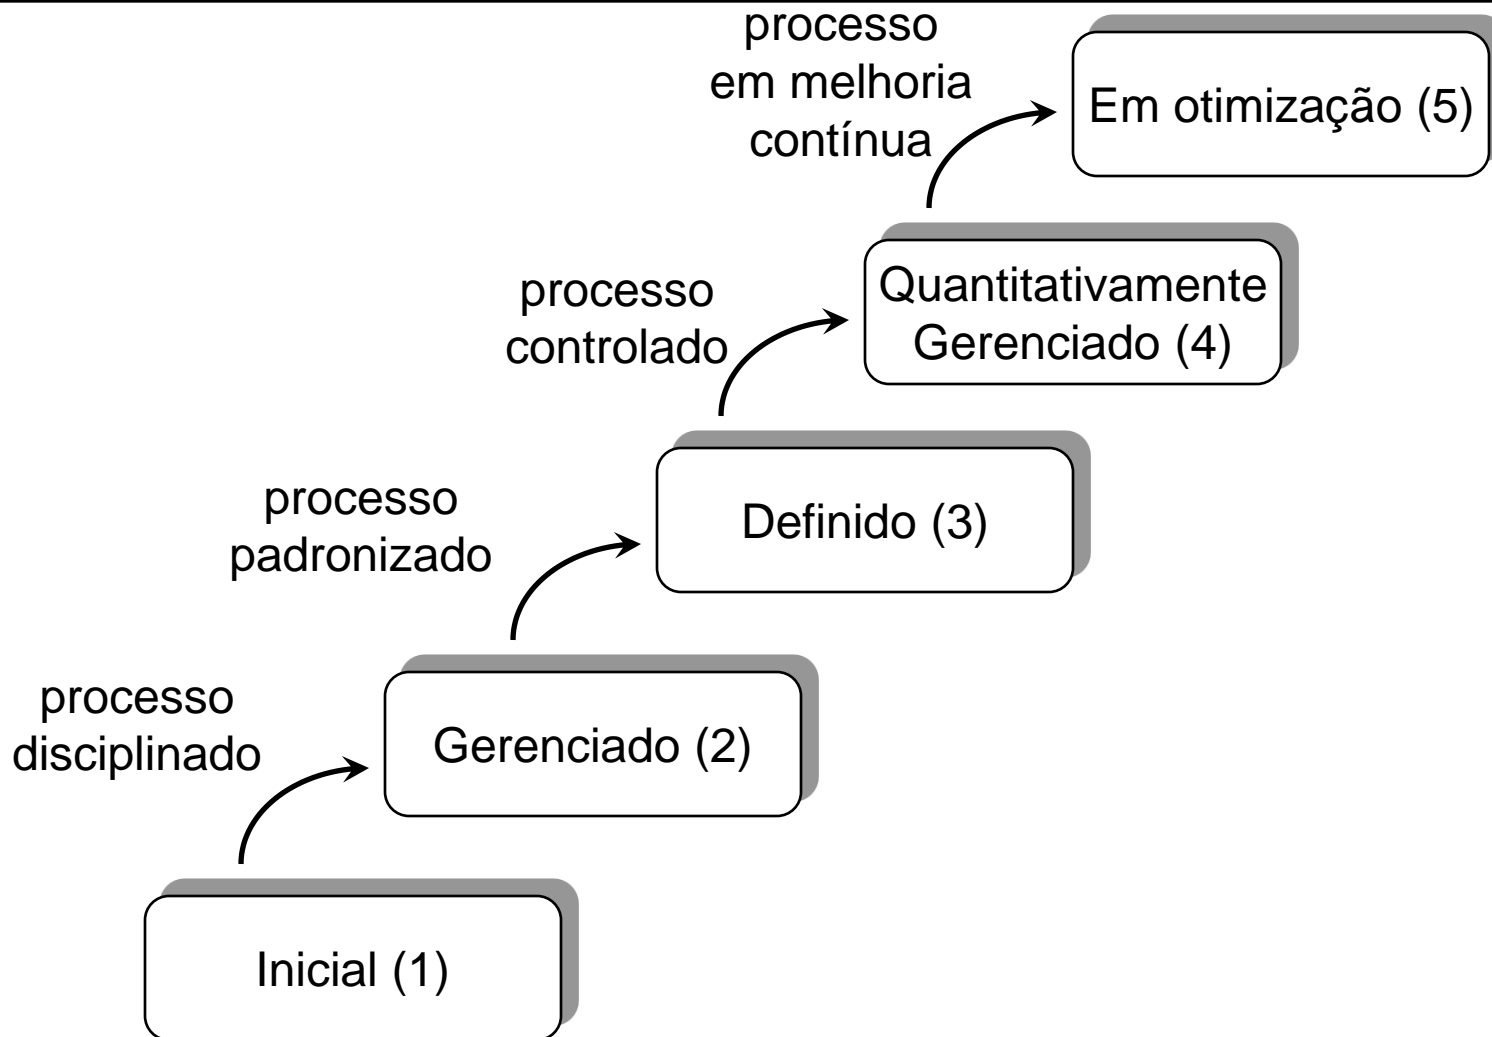 processo
em melhoria
contínua
Em otimização (5)
processo
controlado
Quantitativamente
Gerenciado (4)
processo
padronizado
Definido (3)
processo
disciplinado
Gerenciado (2)
Inicial (1)